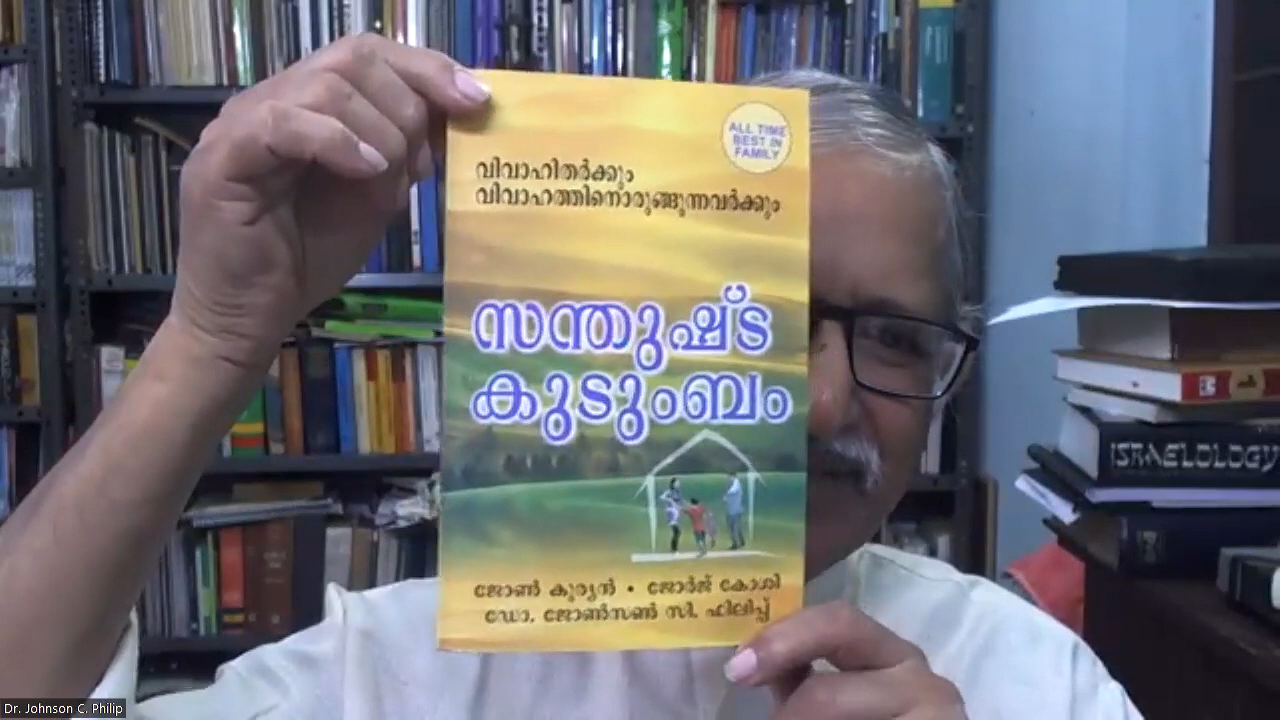 ALL TIME
BEST IN
FAMILY
വിവാഹിതർക്കും
വിവാഹത്തിനൊരുങ്ങുന്നവർക്കും
സന്തുഷ്ട
കുടുംബം
ജോൺ കുര്യൻ • ജോർജ് കോശി
ഡോ. ജോൺസൺ സി. ഫിലിപ്പ്
ISRAELOLOGY
Dr. Johnson C. Philip